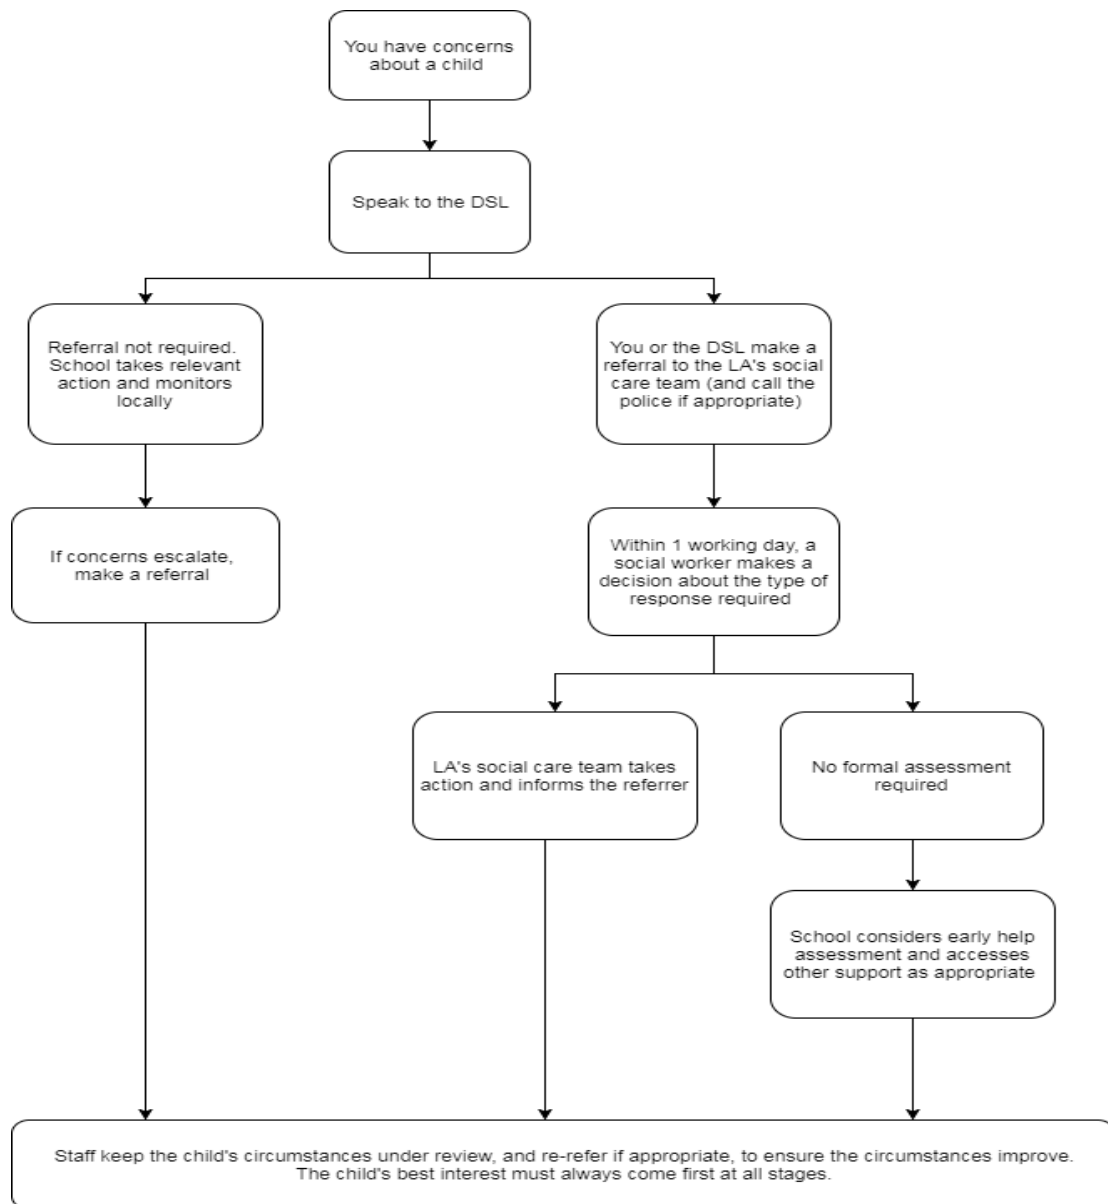 You have concerns
about a child
Speak to the DSL
Referral not required.
School takes relevant
action and monitors
locally
You or the DSL make a
referral to the LA's social
care team (and call the
police if appropriate)
If concerns escalate,
make a referral
Within 1 working day, a
social worker makes a
decision about the type of
response required
LA's social care team takes
action and informs the referrer
No formal assessment
required
School considers early help
assessment and accesses
other support as appropriate
Staff keep the child's circumstances under review, and re-refer if appropriate, to ensure the circumstances improve.
The child's best interest must always come first at all stages.